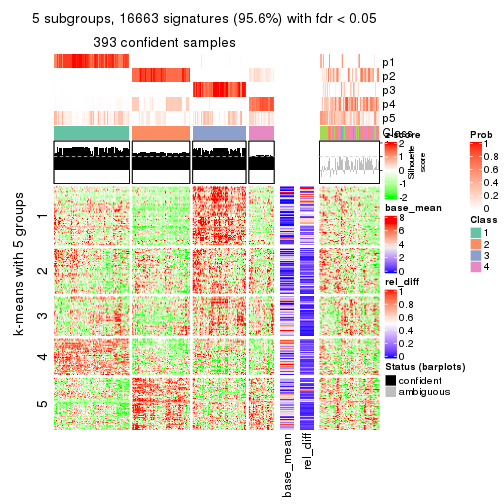 5 subgroups, 16663 signatures (95.6%) with fdr < 0.05
393 confident samples
p1
p2
p3
p4
p5
Class
Silhouette
score
k-means with 5 groups
1
2
3
4
5
base_mean
rel_diff
z-score
2
1
0
-1
-2
base_mean
8
6
4
2
0
rel_diff
1
0.8
0.6
0.4
0.2
0
Status (barplots)
confident
ambiguous
Prob
1
0.8
0.6
0.4
0.2
0
Class
1
2
3
4